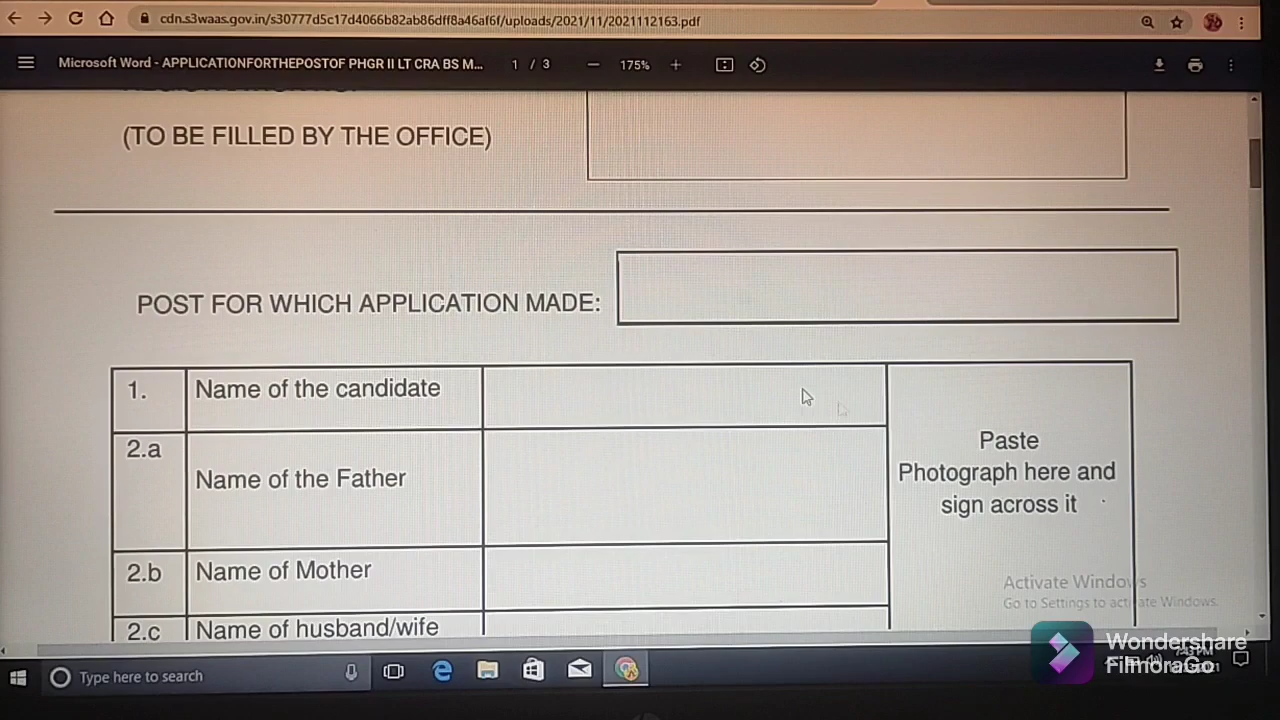 cdn.s3waas.gov.in/s30777d5c17d4066b82ab86dff8a46af6f/uploads/2021/11/2021112163.pdf
Microsoft Word - APPLICATIONFORTHEPOSTOF PHGR II LT CRA BS M...
1 / 3
175%
(TO BE FILLED BY THE OFFICE)
POST FOR WHICH APPLICATION MADE:
1. Name of the candidate
2.a Name of the Father
Paste
Photograph here and
sign across it
2.b Name of Mother
2.c Name of husband/wife
Activate Windows
Go to Settings to activate Windows.
Type here to search
Wondershare
FilmoraGo